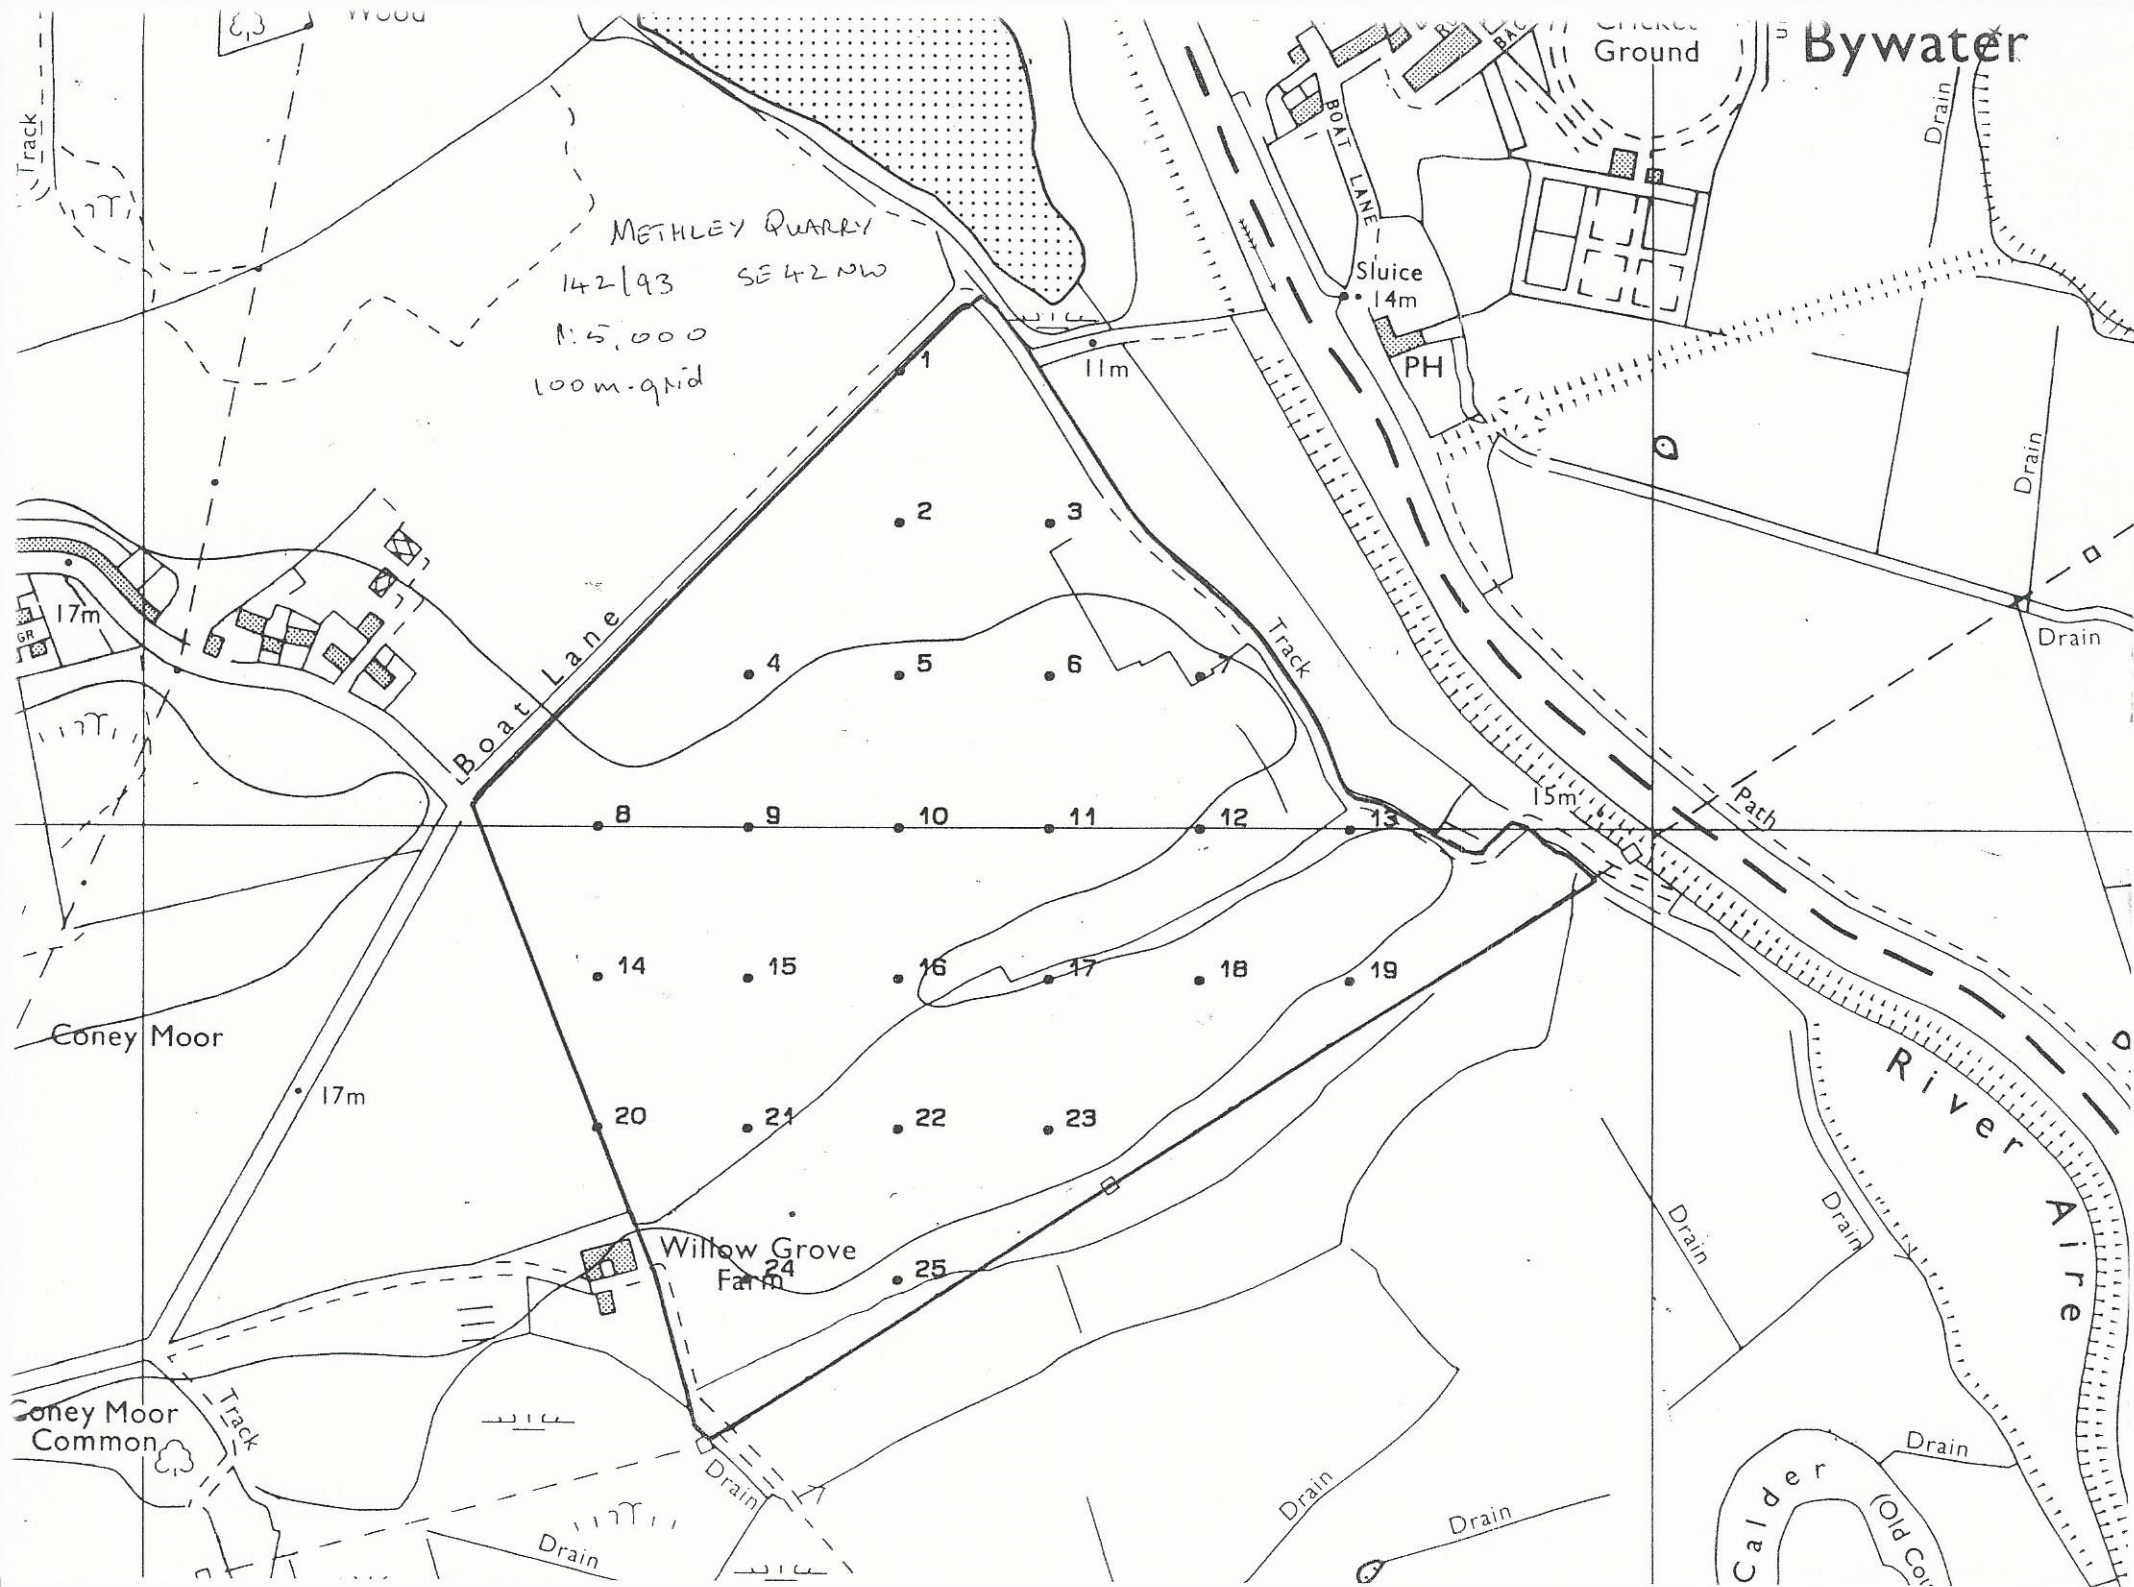 Wood
Cricket
Ground
Bywater
BOAT LANE
Track
Drain
METHLEY QUARRY
142/93 SE 42 NW
1:5,000
100m-grid
Sluice
14m
PH
11m
1
2
3
Drain
17m
GR
Boat Lane
4
5
6
7
Track
Drain
15m
Path
8
9
10
11
12
13
14
15
16
17
18
19
Coney Moor
17m
20
21
22
23
River Aire
Drain
Drain
Willow Grove
Farm
24
25
Coney Moor
Common
Track
Drain
Drain
Drain
Drain
Drain
Calder
(Old Cou